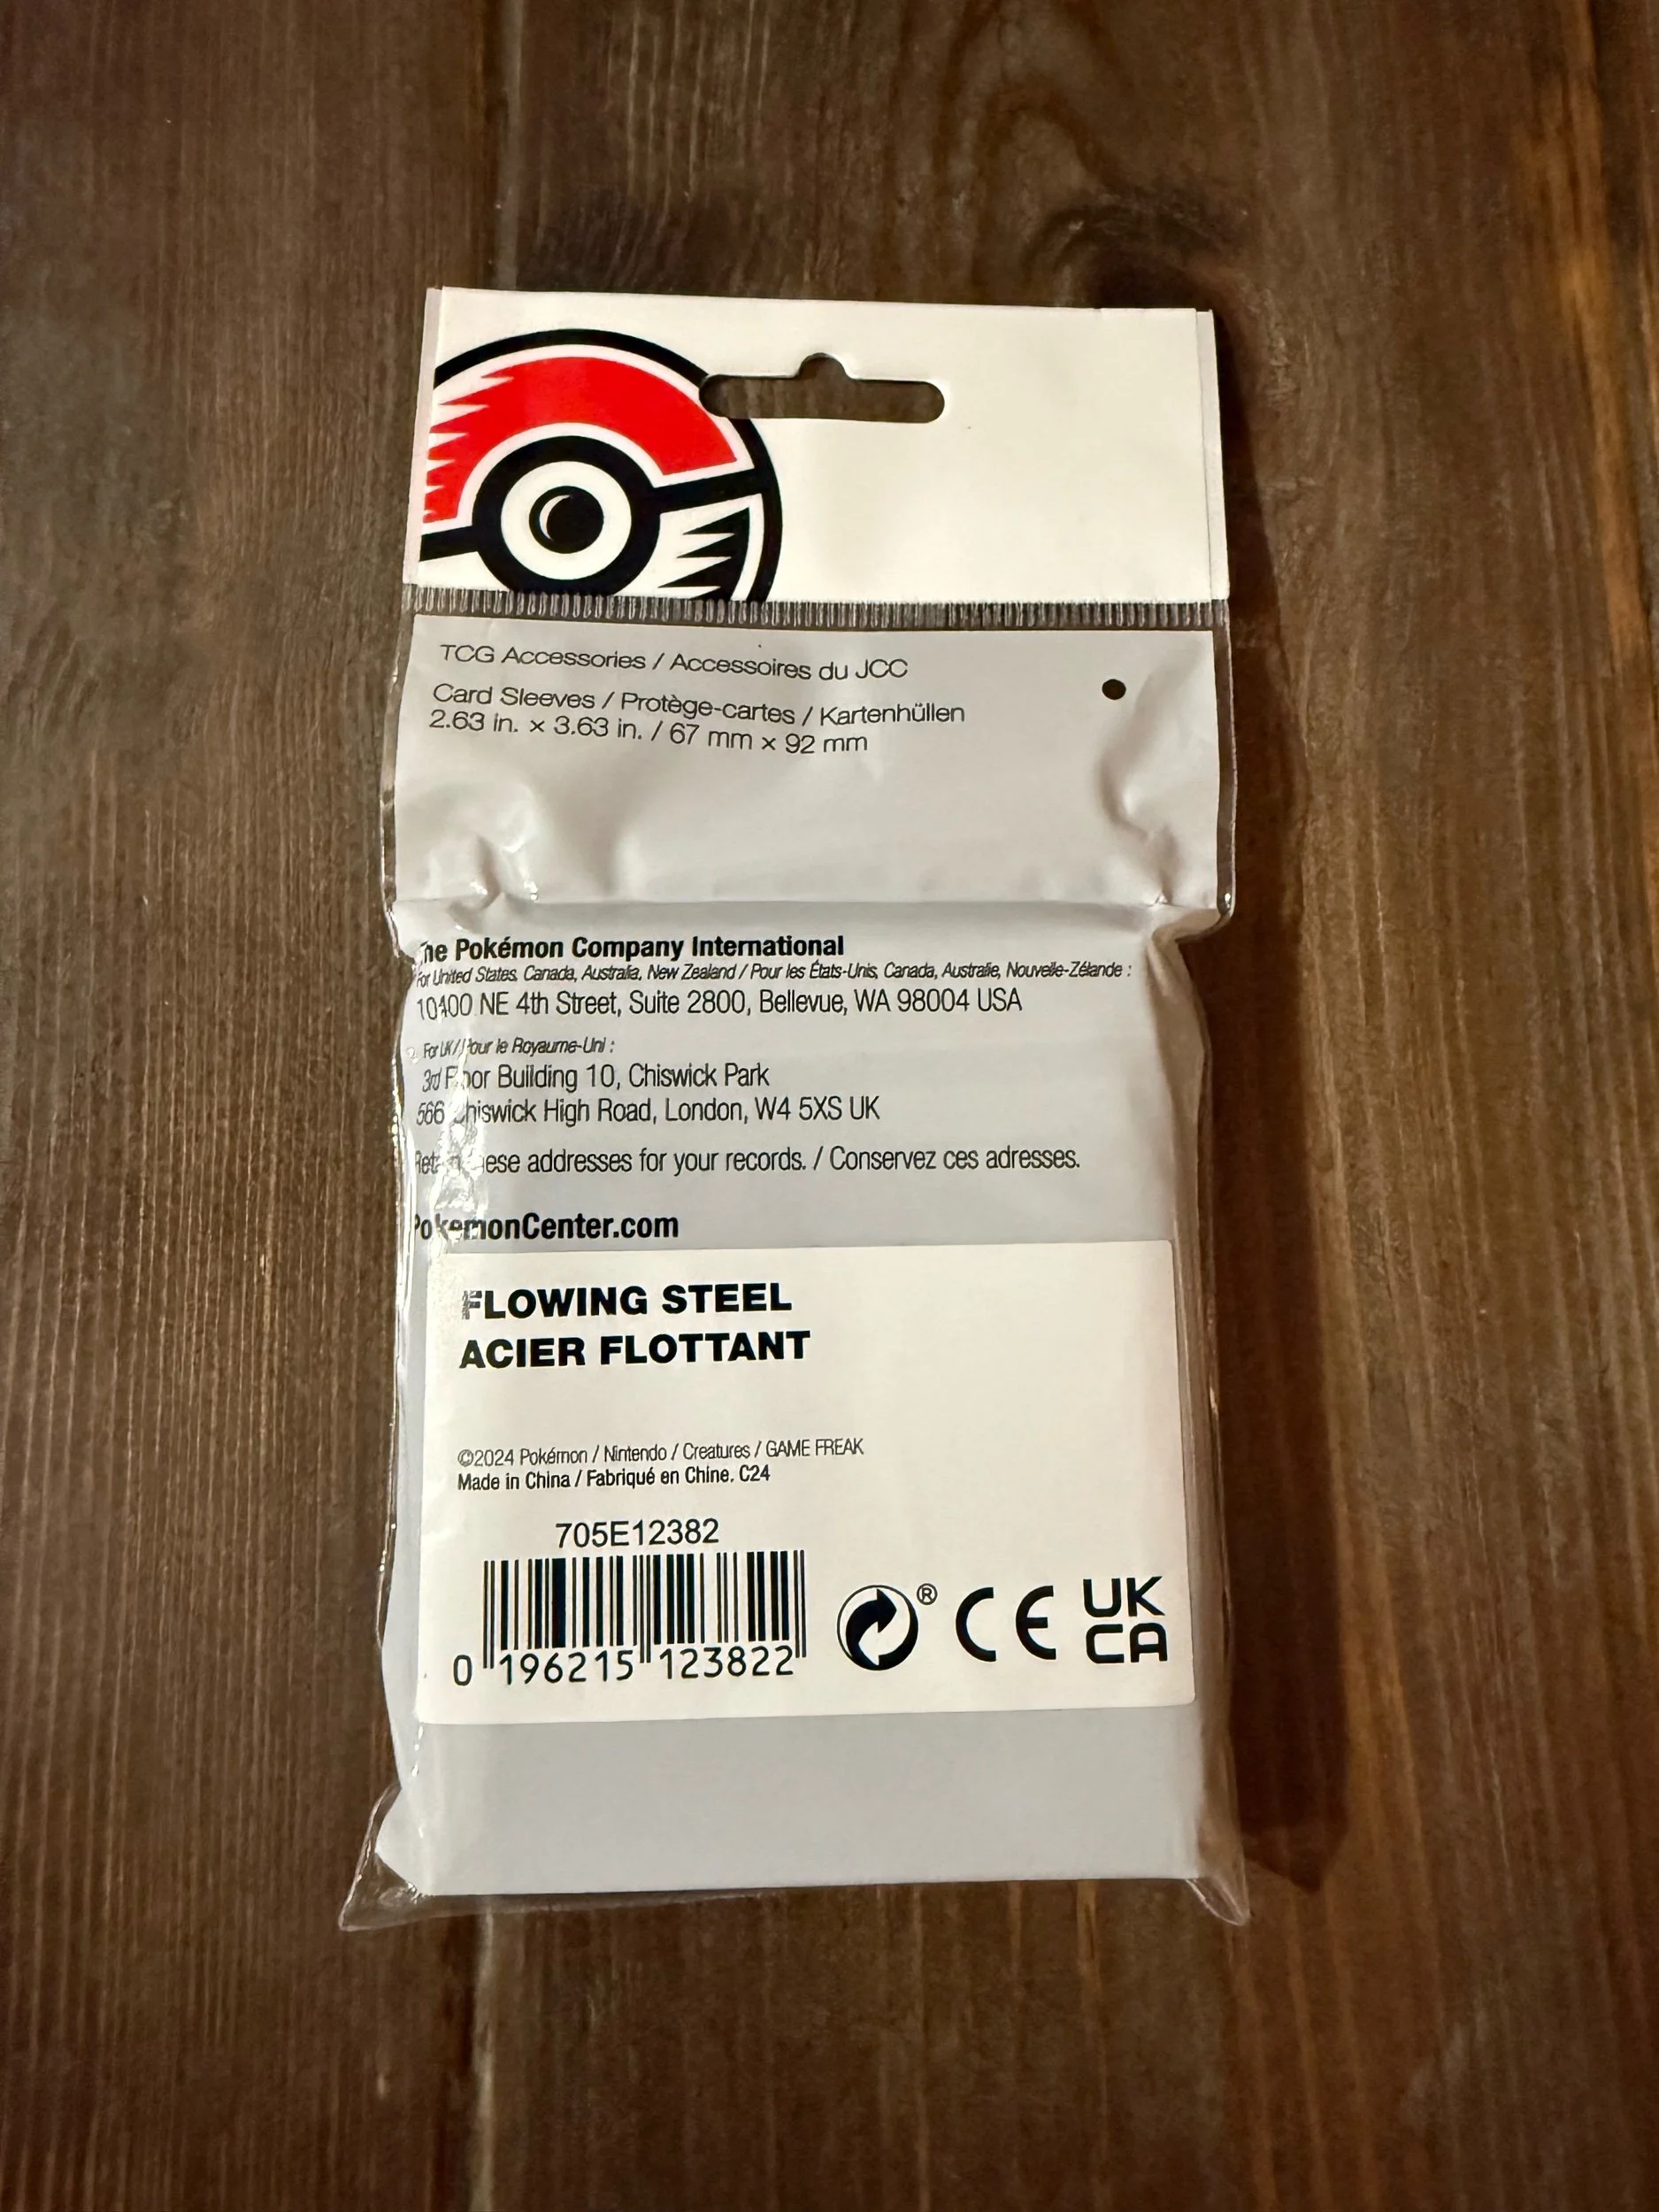 TCG Accessories / Accessoires du JCC
Card Sleeves / Protège-cartes / Kartenhüllen
2.63 in. × 3.63 in. / 67 mm × 92 mm
The Pokémon Company International
For United States, Canada, Australia, New Zealand / Pour les États-Unis, Canada, Australie, Nouvelle-Zélande :
10400 NE 4th Street, Suite 2800, Bellevue, WA 98004 USA
For UK / Pour le Royaume-Uni :
3rd Floor Building 10, Chiswick Park
566 Chiswick High Road, London, W4 5XS UK
Retain these addresses for your records. / Conservez ces adresses.
PokemonCenter.com
FLOWING STEEL
ACIER FLOTTANT
©2024 Pokémon / Nintendo / Creatures / GAME FREAK
Made in China / Fabriqué en Chine. C24
705E12382
0 196215 123822
® CE UK
CA